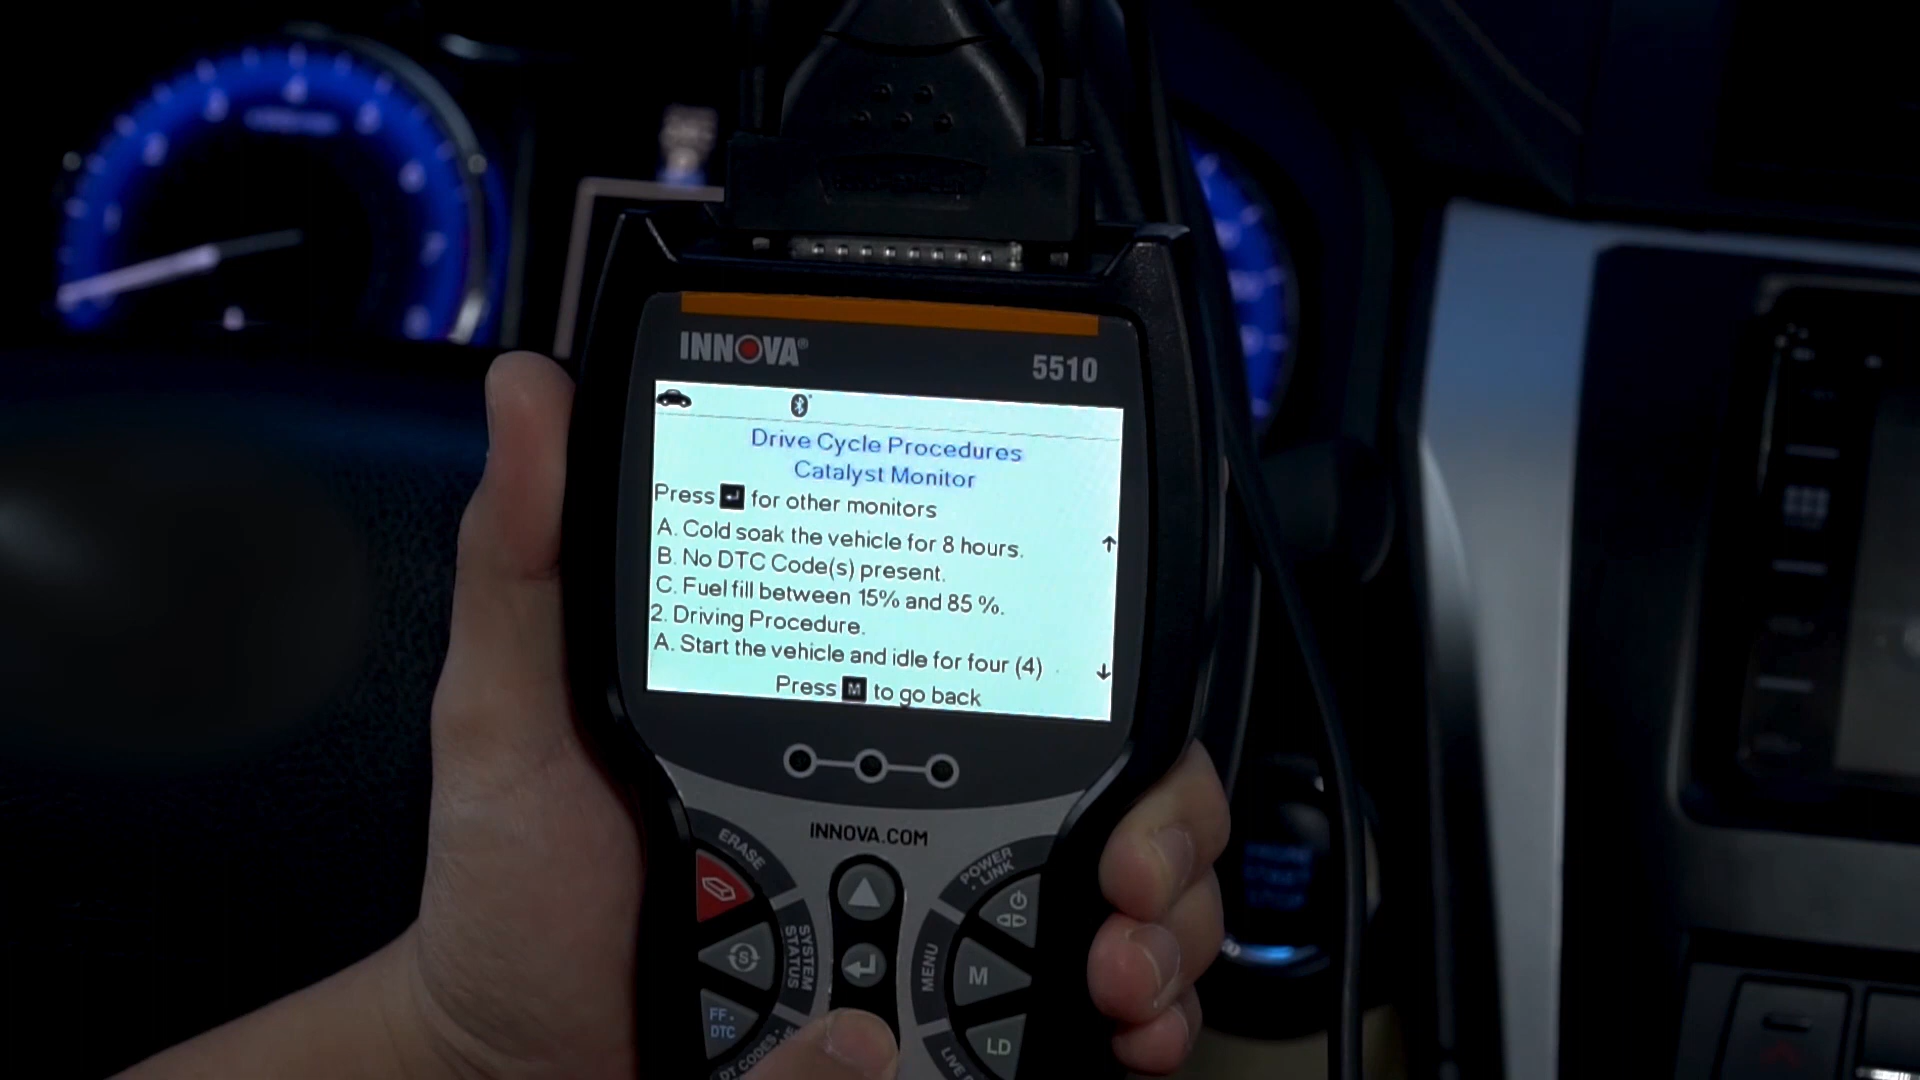 INNOVA®
5510
Drive Cycle Procedures
Catalyst Monitor
Press for other monitors
A. Cold soak the vehicle for 8 hours.
B. No DTC Code(s) present.
C. Fuel fill between 15% and 85 %.
2. Driving Procedure.
A. Start the vehicle and idle for four (4)
Press M to go back
INNOVA.COM
ERASE
POWER
LINK
SYSTEM
STATUS
S
MENU
M
FF
DTC
LD